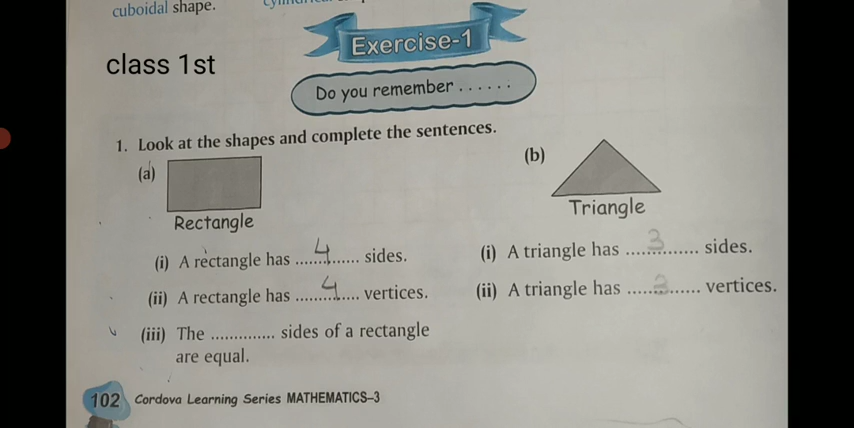 cuboidal shape.
class 1st
Exercise-1
Do you remember . . . . . .
1. Look at the shapes and complete the sentences.
(a)
Rectangle
(i) A rectangle has ......4...... sides.
(ii) A rectangle has ......4...... vertices.
(iii) The .............. sides of a rectangle
are equal.
(b)
Triangle
(i) A triangle has ......3........ sides.
(ii) A triangle has ......3........ vertices.
102 Cordova Learning Series MATHEMATICS–3